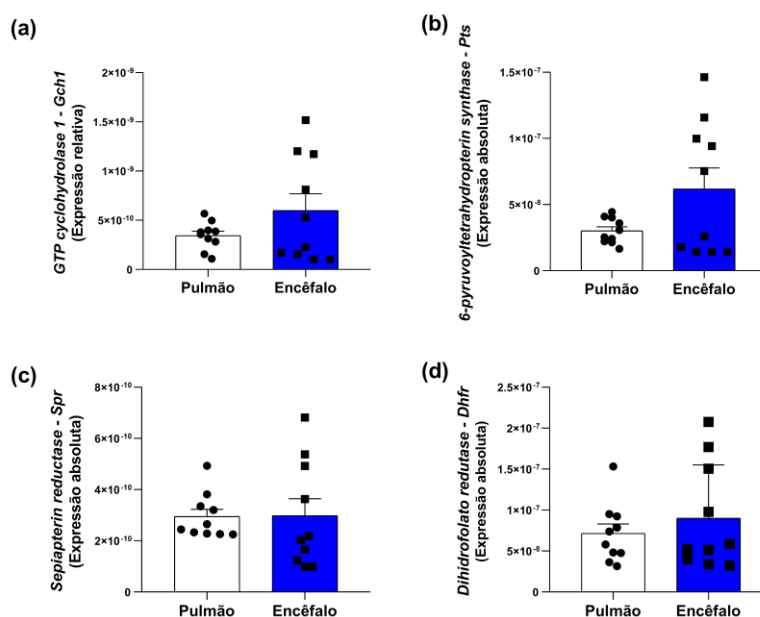 (a)
GTP cyclohydrolase 1 - Gch1
(Expressão relativa)
2×10⁻⁹
1.5×10⁻⁹
1×10⁻⁹
5×10⁻¹⁰
0
Pulmão Encêfalo
(b)
6-pyruvoyltetrahydropterin synthase - Pts
(Expressão absoluta)
1.5×10⁻⁷
1×10⁻⁷
5×10⁻⁸
0
Pulmão Encêfalo
(c)
Sepiapterin reductase - Spr
(Expressão absoluta)
8×10⁻¹⁰
6×10⁻¹⁰
4×10⁻¹⁰
2×10⁻¹⁰
0
Pulmão Encêfalo
(d)
Dihidrofolato redutase - Dhfr
(Expressão absoluta)
2.5×10⁻⁷
2×10⁻⁷
1.5×10⁻⁷
1×10⁻⁷
5×10⁻⁸
0
Pulmão Encêfalo